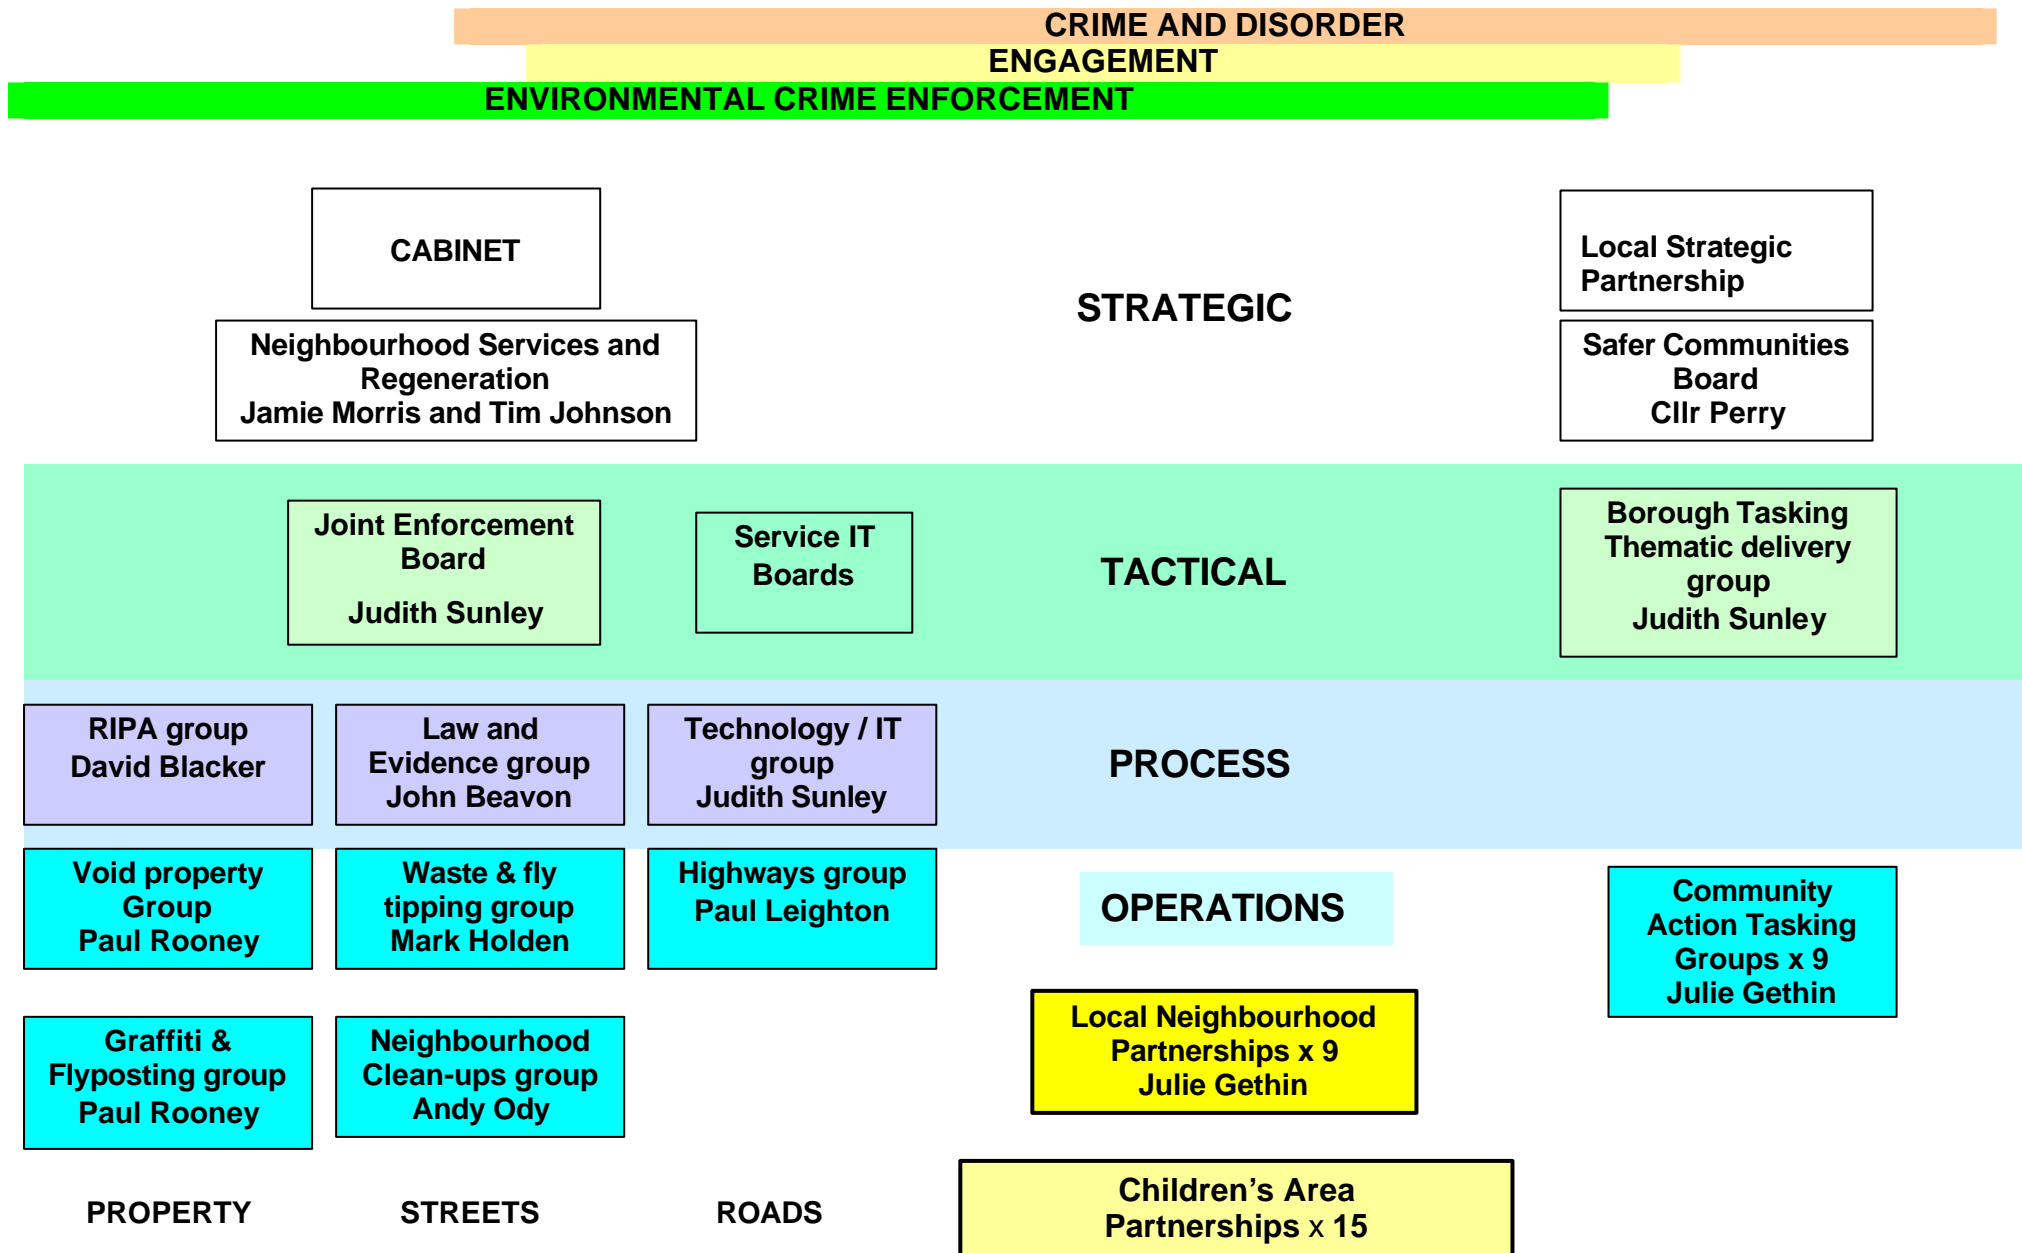 CRIME AND DISORDER
ENGAGEMENT
ENVIRONMENTAL CRIME ENFORCEMENT
CABINET
Neighbourhood Services and
Regeneration
Jamie Morris and Tim Johnson
STRATEGIC
Local Strategic
Partnership
Safer Communities
Board
Cllr Perry
Joint Enforcement
Board
Judith Sunley
Service IT
Boards
TACTICAL
Borough Tasking
Thematic delivery
group
Judith Sunley
RIPA group
David Blacker
Law and
Evidence group
John Beavon
Technology / IT
group
Judith Sunley
PROCESS
Void property
Group
Paul Rooney
Waste & fly
tipping group
Mark Holden
Highways group
Paul Leighton
OPERATIONS
Community
Action Tasking
Groups x 9
Julie Gethin
Graffiti &
Flyposting group
Paul Rooney
Neighbourhood
Clean-ups group
Andy Ody
Local Neighbourhood
Partnerships x 9
Julie Gethin
PROPERTY
STREETS
ROADS
Children’s Area
Partnerships x 15